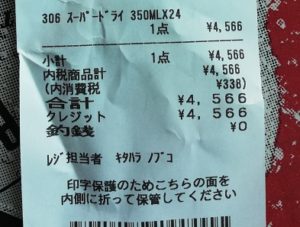 306 スーパードライ 350MLX24
1点 ¥4,566
小計 1点 ¥4,566
内税商品計 ¥4,566
(内消費税 ¥338)
合計 ¥4,566
クレジット ¥4,566
釣銭 ¥0
レジ担当者 キタハラ ノブコ
印字保護のためこちらの面を
内側に折って保管してください